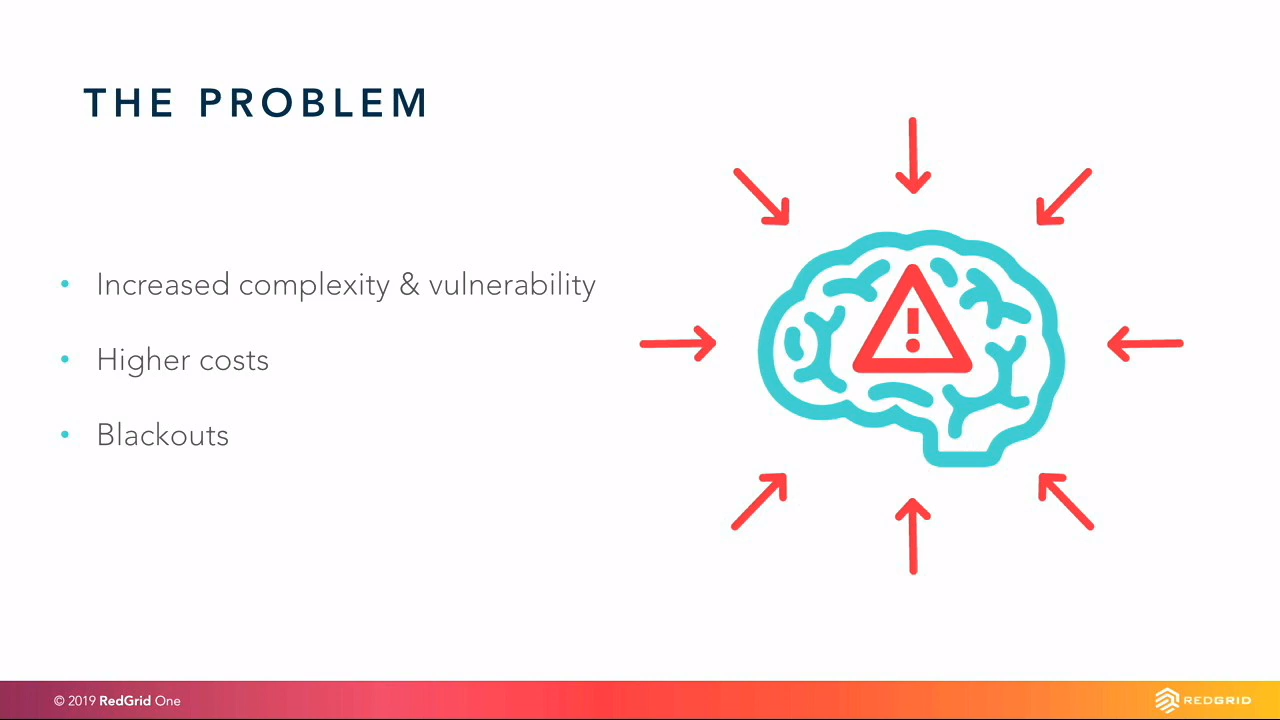 THE PROBLEM
• Increased complexity & vulnerability
• Higher costs
• Blackouts
!
© 2019 RedGrid One
REDGRID